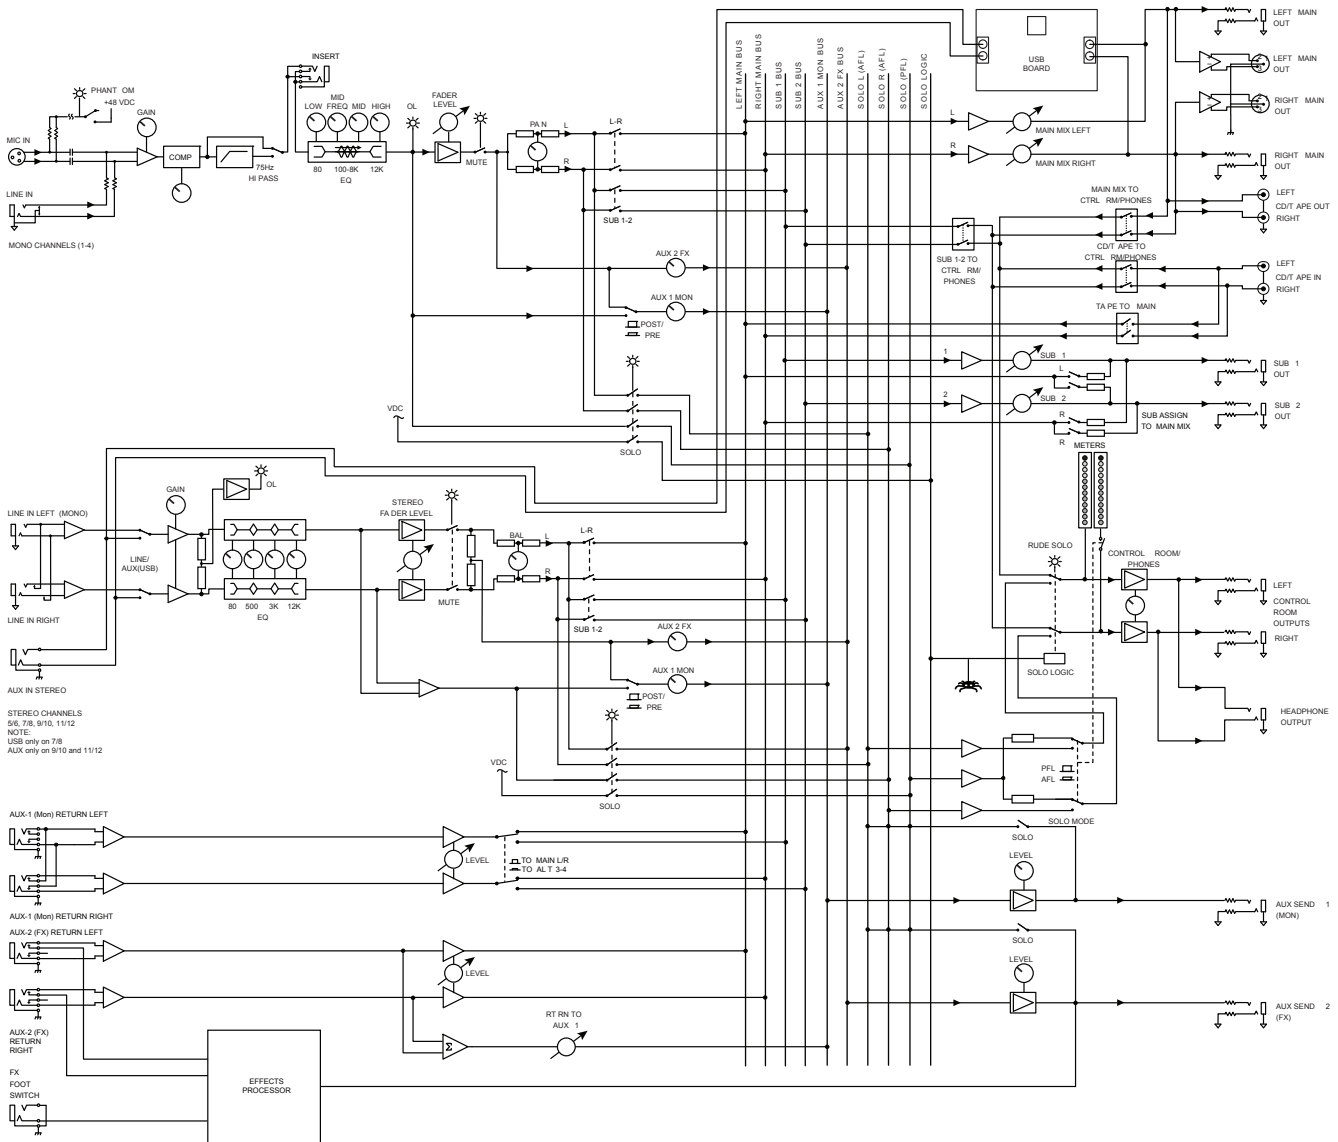 INSERT
PHANT OM
+48 VDC
GAIN
MIC IN
COMP
75Hz
HI PASS
LOW
MID
FREQ
MID
HIGH
80
100-8K
12K
EQ
OL
FADER
LEVEL
MUTE
PA N
L
R
L-R
SUB 1-2
LINE IN
MONO CHANNELS (1-4)
AUX 2 FX
AUX 1 MON
POST/
PRE
VDC
SOLO
LEFT MAIN BUS
RIGHT MAIN BUS
SUB 1 BUS
SUB 2 BUS
AUX 1 MON BUS
AUX 2 FX BUS
SOLO L (AFL)
SOLO R (AFL)
SOLO (PFL)
SOLO LOGIC
USB
BOARD
L
MAIN MIX LEFT
R
MAIN MIX RIGHT
LEFT MAIN
OUT
LEFT MAIN
OUT
RIGHT MAIN
OUT
RIGHT MAIN
OUT
MAIN MIX TO
CTRL RM/PHONES
LEFT
CD/T APE OUT
RIGHT
CD/T APE TO
CTRL RM/PHONES
SUB 1-2 TO
CTRL RM/
PHONES
LEFT
CD/T APE IN
RIGHT
TA PE TO MAIN
1
SUB 1
L
SUB 1
OUT
2
SUB 2
SUB 2
OUT
R
R
SUB ASSIGN
TO MAIN MIX
METERS
GAIN
OL
LINE IN LEFT (MONO)
LINE/
AUX(USB)
LINE IN RIGHT
80
500
3K
12K
EQ
STEREO
FA DER LEVEL
MUTE
BAL
L
R
L-R
SUB 1-2
AUX IN STEREO
AUX 2 FX
AUX 1 MON
POST/
PRE
STEREO CHANNELS
5/6, 7/8, 9/10, 11/12
NOTE:
USB only on 7/8
AUX only on 9/10 and 11/12
VDC
SOLO
RUDE SOLO
CONTROL ROOM/
PHONES
LEFT
CONTROL
ROOM
OUTPUTS
RIGHT
SOLO LOGIC
HEADPHONE
OUTPUT
PFL
AFL
SOLO MODE
AUX-1 (Mon) RETURN LEFT
LEVEL
TO MAIN L/R
TO AL T 3-4
AUX-1 (Mon) RETURN RIGHT
SOLO
LEVEL
AUX SEND 1
(MON)
AUX-2 (FX) RETURN LEFT
LEVEL
SOLO
LEVEL
AUX SEND 2
(FX)
AUX-2 (FX)
RETURN
RIGHT
Σ
RT RN TO
AUX 1
FX
FOOT
SWITCH
EFFECTS
PROCESSOR